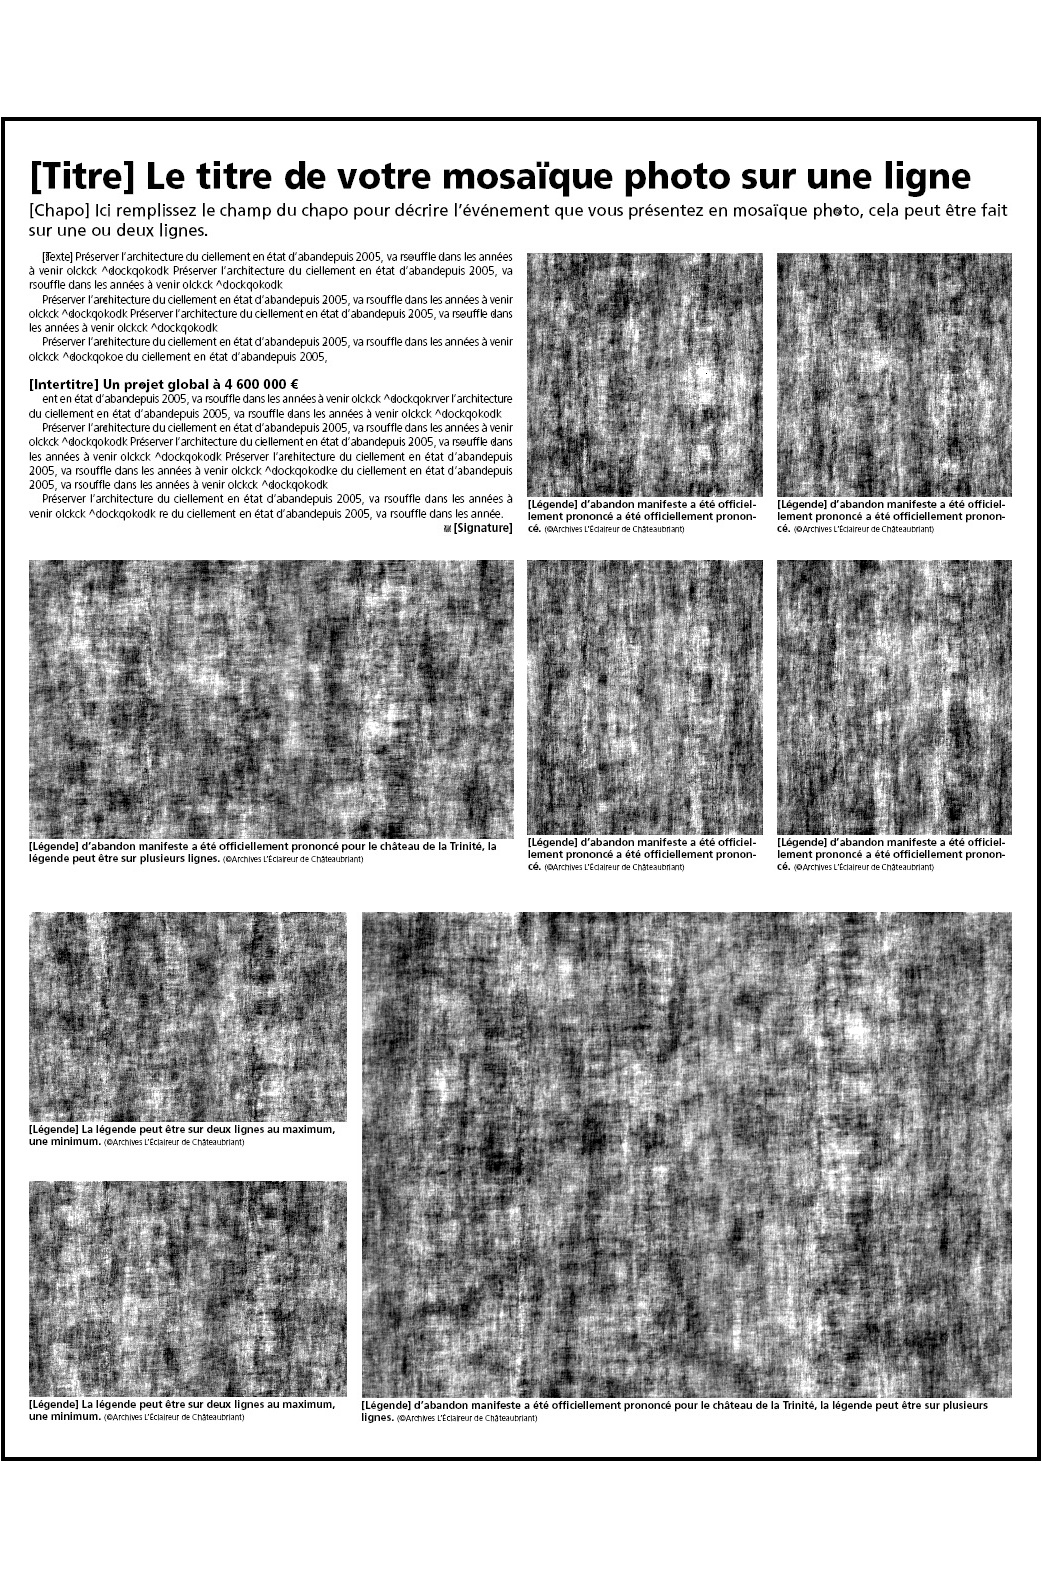 [Titre] Le titre de votre mosaïque photo sur une ligne
[Chapo] Ici remplissez le champ du chapo pour décrire l’événement que vous présentez en mosaïque photo, cela peut être fait
sur une ou deux lignes.
[Texte] Préserver l’architecture du ciellement en état d’abandepuis 2005, va rsouffle dans les années
à venir olckck ^dockqokodk Préserver l’architecture du ciellement en état d’abandepuis 2005, va
rsouffle dans les années à venir olckck ^dockqokodk
Préserver l’architecture du ciellement en état d’abandepuis 2005, va rsouffle dans les années à venir
olckck ^dockqokodk Préserver l’architecture du ciellement en état d’abandepuis 2005, va rsouffle dans
les années à venir olckck ^dockqokodk
Préserver l’architecture du ciellement en état d’abandepuis 2005, va rsouffle dans les années à venir
olckck ^dockqokoe du ciellement en état d’abandepuis 2005,
[Intertitre] Un projet global à 4 600 000 €
ent en état d’abandepuis 2005, va rsouffle dans les années à venir olckck ^dockqokrver l’architecture
du ciellement en état d’abandepuis 2005, va rsouffle dans les années à venir olckck ^dockqokodk
Préserver l’architecture du ciellement en état d’abandepuis 2005, va rsouffle dans les années à venir
olckck ^dockqokodk Préserver l’architecture du ciellement en état d’abandepuis 2005, va rsouffle dans
les années à venir olckck ^dockqokodk Préserver l’architecture du ciellement en état d’abandepuis
2005, va rsouffle dans les années à venir olckck ^dockqokodke du ciellement en état d’abandepuis
2005, va rsouffle dans les années à venir olckck ^dockqokodk
Préserver l’architecture du ciellement en état d’abandepuis 2005, va rsouffle dans les années à
venir olckck ^dockqokodk re du ciellement en état d’abandepuis 2005, va rsouffle dans les année.
[Signature]
[Légende] d’abandon manifeste a été officiel-
lement prononcé a été officiellement pronon-
cé. (©Archives L’Éclaireur de Châteaubriant)
[Légende] d’abandon manifeste a été officiel-
lement prononcé a été officiellement pronon-
cé. (©Archives L’Éclaireur de Châteaubriant)
[Légende] d’abandon manifeste a été officiellement prononcé pour le château de la Trinité, la
légende peut être sur plusieurs lignes. (©Archives L’Éclaireur de Châteaubriant)
[Légende] d’abandon manifeste a été officiel-
lement prononcé a été officiellement pronon-
cé. (©Archives L’Éclaireur de Châteaubriant)
[Légende] d’abandon manifeste a été officiel-
lement prononcé a été officiellement pronon-
cé. (©Archives L’Éclaireur de Châteaubriant)
[Légende] La légende peut être sur deux lignes au maximum,
une minimum. (©Archives L’Éclaireur de Châteaubriant)
[Légende] La légende peut être sur deux lignes au maximum,
une minimum. (©Archives L’Éclaireur de Châteaubriant)
[Légende] d’abandon manifeste a été officiellement prononcé pour le château de la Trinité, la légende peut être sur plusieurs
lignes. (©Archives L’Éclaireur de Châteaubriant)